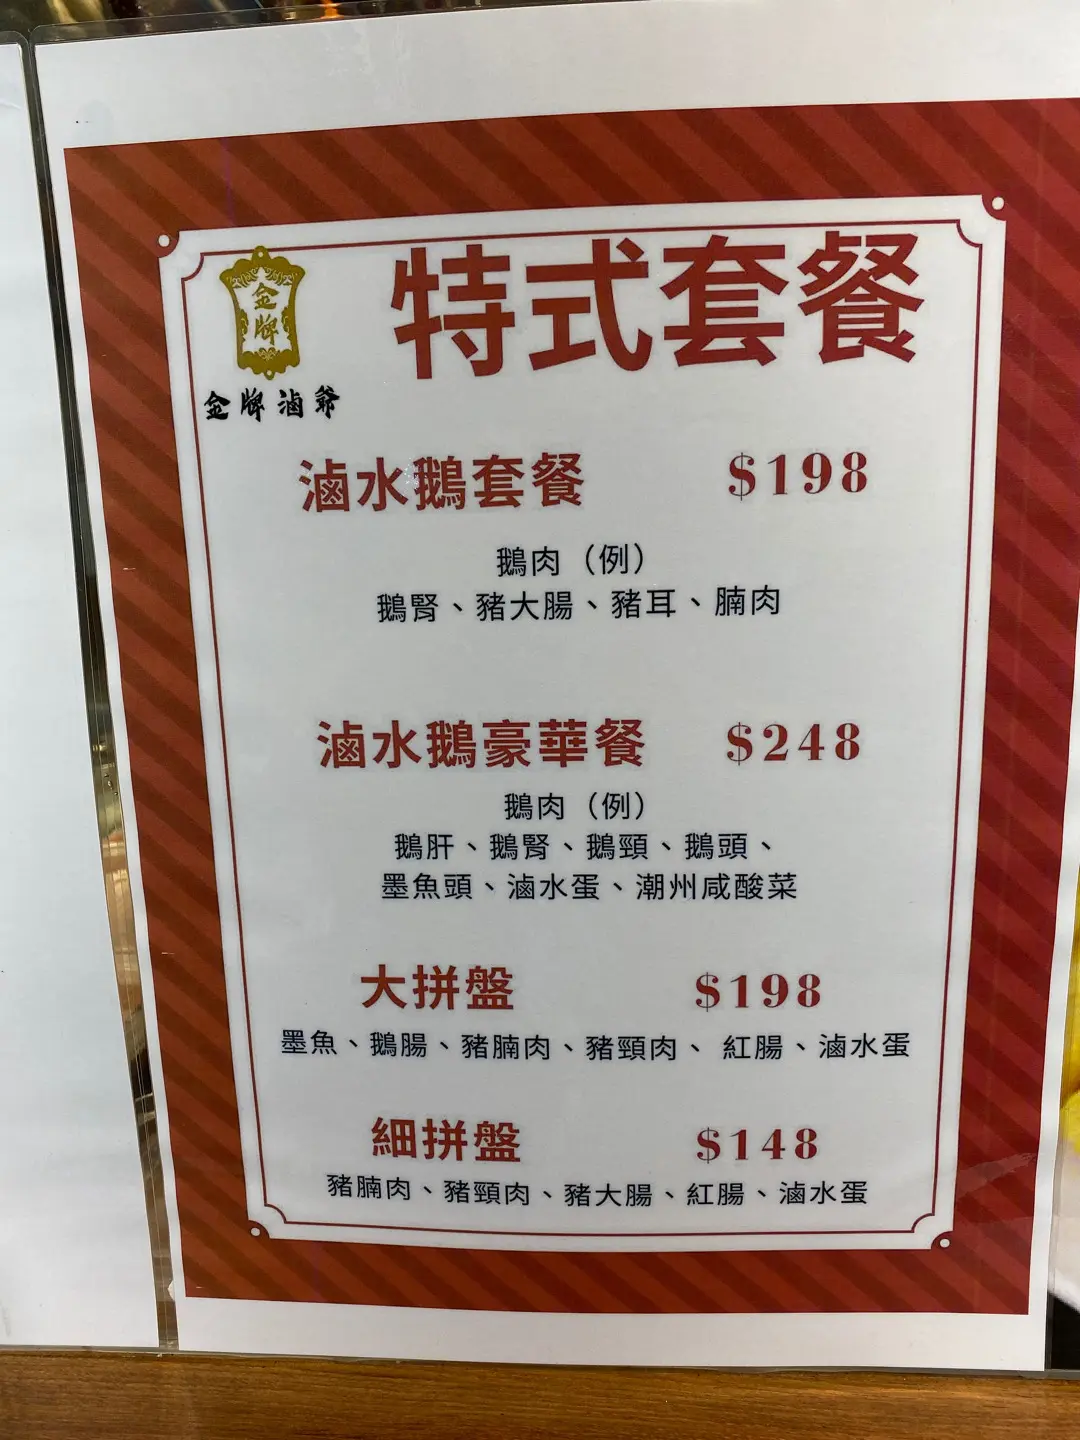 特式套餐
金牌
金牌滷爺
滷水鵝套餐 $198
鵝肉（例）
鵝腎、豬大腸、豬耳、腩肉
滷水鵝豪華餐 $248
鵝肉（例）
鵝肝、鵝腎、鵝頸、鵝頭、
墨魚頭、滷水蛋、潮州咸酸菜
大拼盤 $198
墨魚、鵝腸、豬腩肉、豬頸肉、紅腸、滷水蛋
細拼盤 $148
豬腩肉、豬頸肉、豬大腸、紅腸、滷水蛋